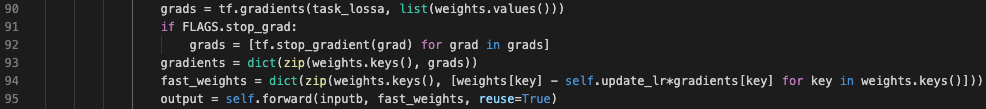 90 grads = tf.gradients(task_lossa, list(weights.values()))
91 if FLAGS.stop_grad:
92 grads = [tf.stop_gradient(grad) for grad in grads]
93 gradients = dict(zip(weights.keys(), grads))
94 fast_weights = dict(zip(weights.keys(), [weights[key] - self.update_lr*gradients[key] for key in weights.keys()]))
95 output = self.forward(inputb, fast_weights, reuse=True)